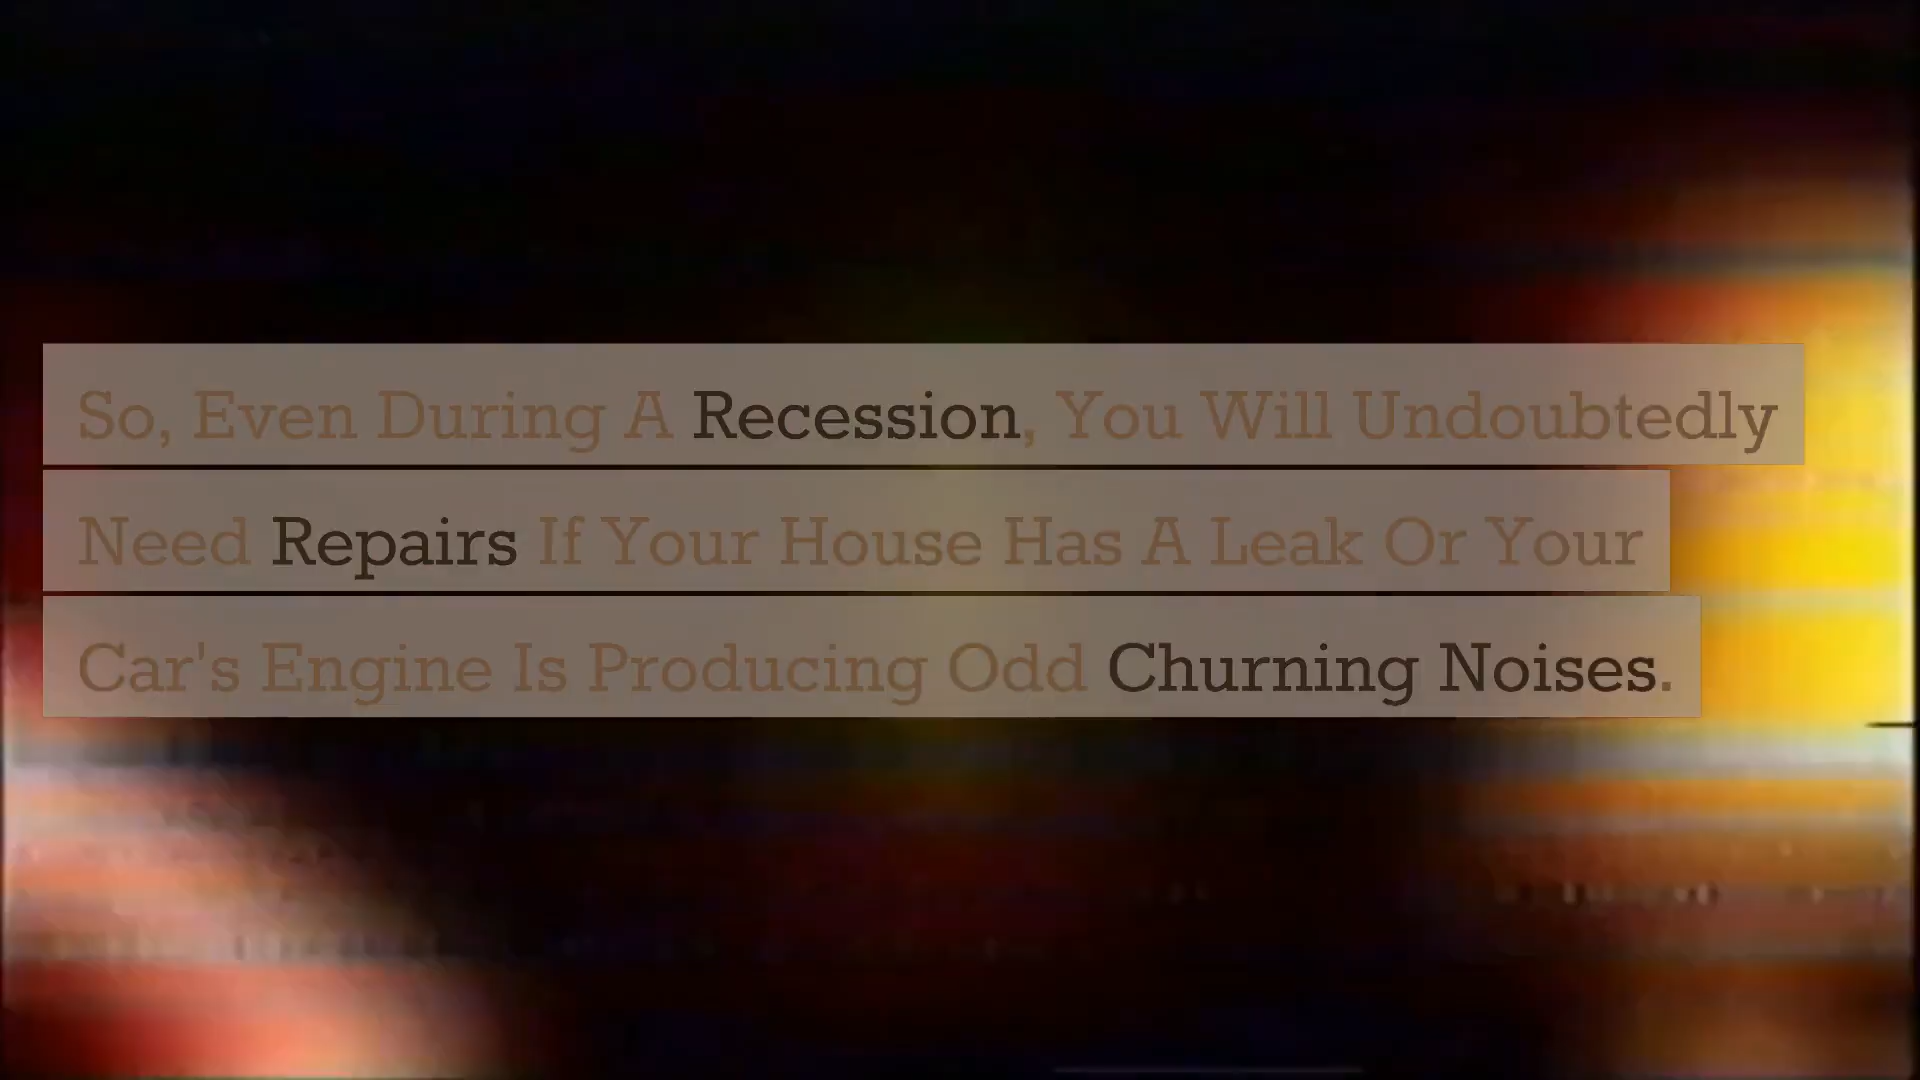 So, Even During A Recession, You Will Undoubtedly
Need Repairs If Your House Has A Leak Or Your
Car's Engine Is Producing Odd Churning Noises.